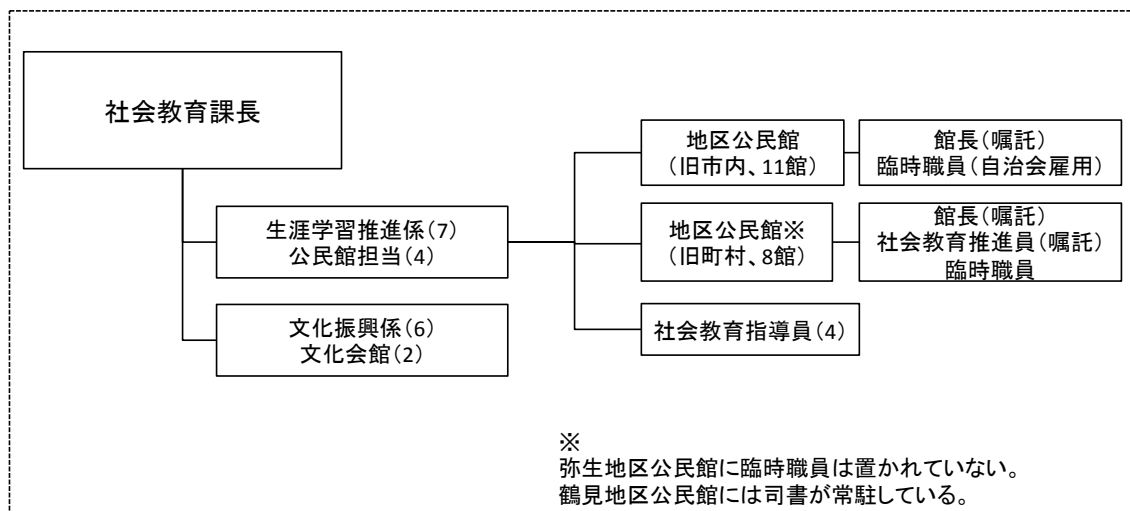 社会教育課長
生涯学習推進係(7)
公民館担当(4)
文化振興係(6)
文化会館(2)
地区公民館
(旧市内、11館)
館長(嘱託)
臨時職員(自治会雇用)
地区公民館※
(旧町村、8館)
館長(嘱託)
社会教育推進員(嘱託)
臨時職員
社会教育指導員(4)
※
弥生地区公民館に臨時職員は置かれていない。
鶴見地区公民館には司書が常駐している。